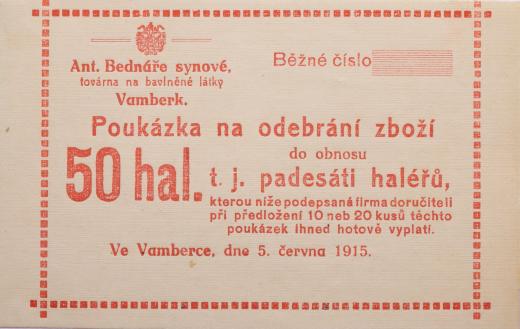 Ant. Bednáře synové,
továrna na bavlněné látky
Vamberk.
Běžné číslo
Poukázka na odebrání zboží
50 hal.
do obnosu
t. j. padesáti haléřů,
kterou níže podepsaná firma doručiteli
při předložení 10 neb 20 kusů těchto
poukázek ihned hotově vyplatí.
Ve Vamberce, dne 5. června 1915.